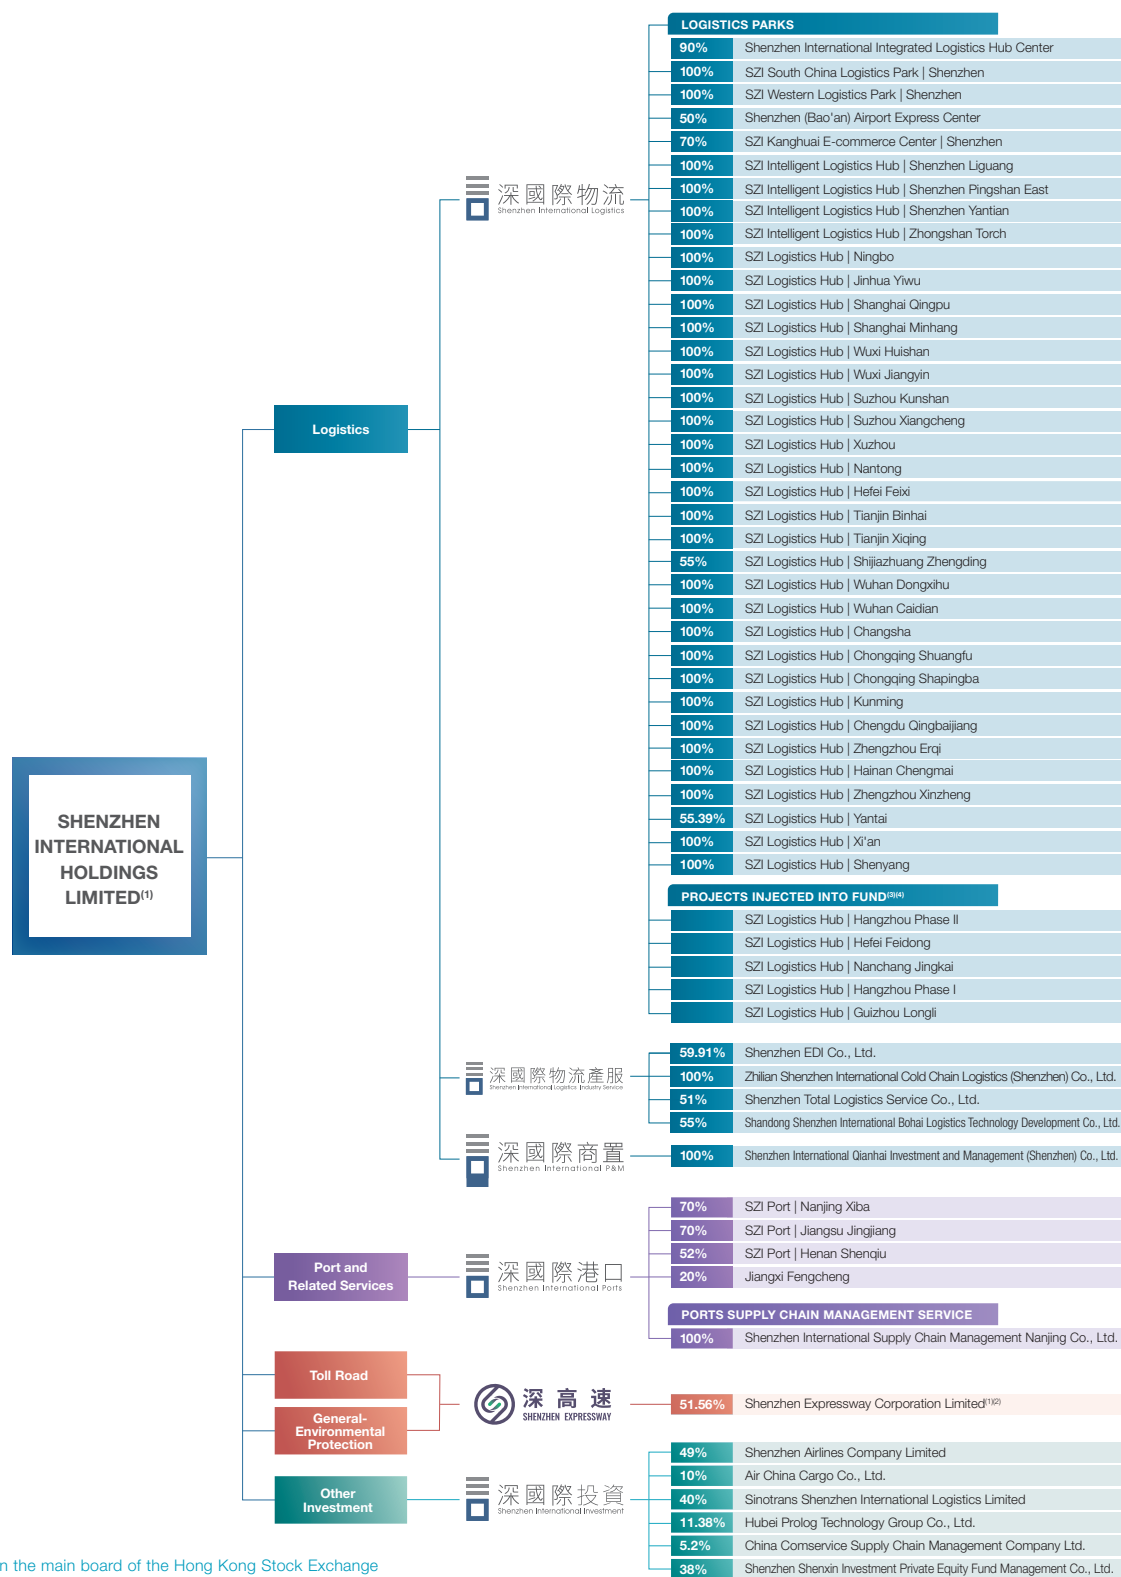 SHENZHEN
INTERNATIONAL
HOLDINGS
LIMITED(1)
Logistics
深國際物流
Shenzhen International Logistics
LOGISTICS PARKS
90% Shenzhen International Integrated Logistics Hub Center
100% SZI South China Logistics Park | Shenzhen
100% SZI Western Logistics Park | Shenzhen
50% Shenzhen (Bao'an) Airport Express Center
70% SZI Kanghuai E-commerce Center | Shenzhen
100% SZI Intelligent Logistics Hub | Shenzhen Liguang
100% SZI Intelligent Logistics Hub | Shenzhen Pingshan East
100% SZI Intelligent Logistics Hub | Shenzhen Yantian
100% SZI Intelligent Logistics Hub | Zhongshan Torch
100% SZI Logistics Hub | Ningbo
100% SZI Logistics Hub | Jinhua Yiwu
100% SZI Logistics Hub | Shanghai Qingpu
100% SZI Logistics Hub | Shanghai Minhang
100% SZI Logistics Hub | Wuxi Huishan
100% SZI Logistics Hub | Wuxi Jiangyin
100% SZI Logistics Hub | Suzhou Kunshan
100% SZI Logistics Hub | Suzhou Xiangcheng
100% SZI Logistics Hub | Xuzhou
100% SZI Logistics Hub | Nantong
100% SZI Logistics Hub | Hefei Feixi
100% SZI Logistics Hub | Tianjin Binhai
100% SZI Logistics Hub | Tianjin Xiqing
55% SZI Logistics Hub | Shijiazhuang Zhengding
100% SZI Logistics Hub | Wuhan Dongxihu
100% SZI Logistics Hub | Wuhan Caidian
100% SZI Logistics Hub | Changsha
100% SZI Logistics Hub | Chongqing Shuangfu
100% SZI Logistics Hub | Chongqing Shapingba
100% SZI Logistics Hub | Kunming
100% SZI Logistics Hub | Chengdu Qingbaijiang
100% SZI Logistics Hub | Zhengzhou Erqi
100% SZI Logistics Hub | Hainan Chengmai
100% SZI Logistics Hub | Zhengzhou Xinzheng
55.39% SZI Logistics Hub | Yantai
100% SZI Logistics Hub | Xi'an
100% SZI Logistics Hub | Shenyang
PROJECTS INJECTED INTO FUND(3)(4)
SZI Logistics Hub | Hangzhou Phase II
SZI Logistics Hub | Hefei Feidong
SZI Logistics Hub | Nanchang Jingkai
SZI Logistics Hub | Hangzhou Phase I
SZI Logistics Hub | Guizhou Longli
深國際物流產服
Shenzhen International Logistics Industry Service
59.91% Shenzhen EDI Co., Ltd.
100% Zhilian Shenzhen International Cold Chain Logistics (Shenzhen) Co., Ltd.
51% Shenzhen Total Logistics Service Co., Ltd.
55% Shandong Shenzhen International Bohai Logistics Technology Development Co., Ltd.
深國際商置
Shenzhen International P&M
100% Shenzhen International Qianhai Investment and Management (Shenzhen) Co., Ltd.
Port and
Related Services
深國際港口
Shenzhen International Ports
70% SZI Port | Nanjing Xiba
70% SZI Port | Jiangsu Jingjiang
52% SZI Port | Henan Shenqiu
20% Jiangxi Fengcheng
PORTS SUPPLY CHAIN MANAGEMENT SERVICE
100% Shenzhen International Supply Chain Management Nanjing Co., Ltd.
Toll Road
General-
Environmental
Protection
深高速
SHENZHEN EXPRESSWAY
51.56% Shenzhen Expressway Corporation Limited(1)(2)
Other
Investment
深國際投資
Shenzhen International Investment
49% Shenzhen Airlines Company Limited
10% Air China Cargo Co., Ltd.
40% Sinotrans Shenzhen International Logistics Limited
11.38% Hubei Prolog Technology Group Co., Ltd.
5.2% China Comservice Supply Chain Management Company Ltd.
38% Shenzhen Shenxin Investment Private Equity Fund Management Co., Ltd.
n the main board of the Hong Kong Stock Exchange